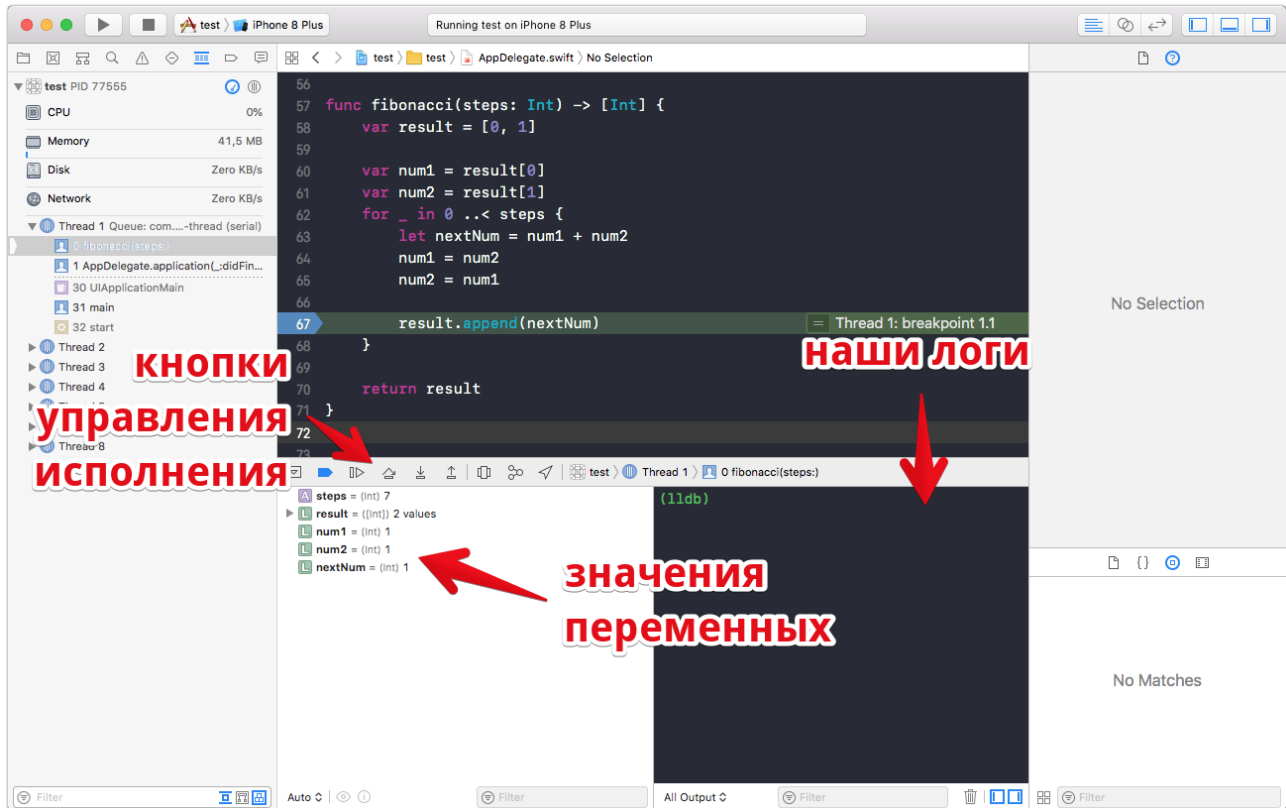 test iPhone 8 Plus
Running test on iPhone 8 Plus
test test AppDelegate.swift No Selection
test PID 77555
CPU 0%
Memory 41,5 MB
Disk Zero KB/s
Network Zero KB/s
Thread 1 Queue: com....-thread (serial)
0 fibonacci(steps:)
1 AppDelegate.application(_:didFin...
30 UIApplicationMain
31 main
32 start
Thread 2
Thread 3
Thread 4
Thread 8
56
57 func fibonacci(steps: Int) -> [Int] {
58 var result = [0, 1]
59
60 var num1 = result[0]
61 var num2 = result[1]
62 for _ in 0 ..< steps {
63 let nextNum = num1 + num2
64 num1 = num2
65 num2 = num1
66
67 result.append(nextNum) = Thread 1: breakpoint 1.1
68 }
69
70 return result
71 }
72
73
кнопки
управления
исполнения
наши логи
test Thread 1 0 fibonacci(steps:)
A steps = (Int) 7
L result = ([Int]) 2 values
L num1 = (Int) 1
L num2 = (Int) 1
L nextNum = (Int) 1
(lldb)
значения
переменных
No Selection
{}
No Matches
Filter
Auto
Filter
All Output
Filter
Filter